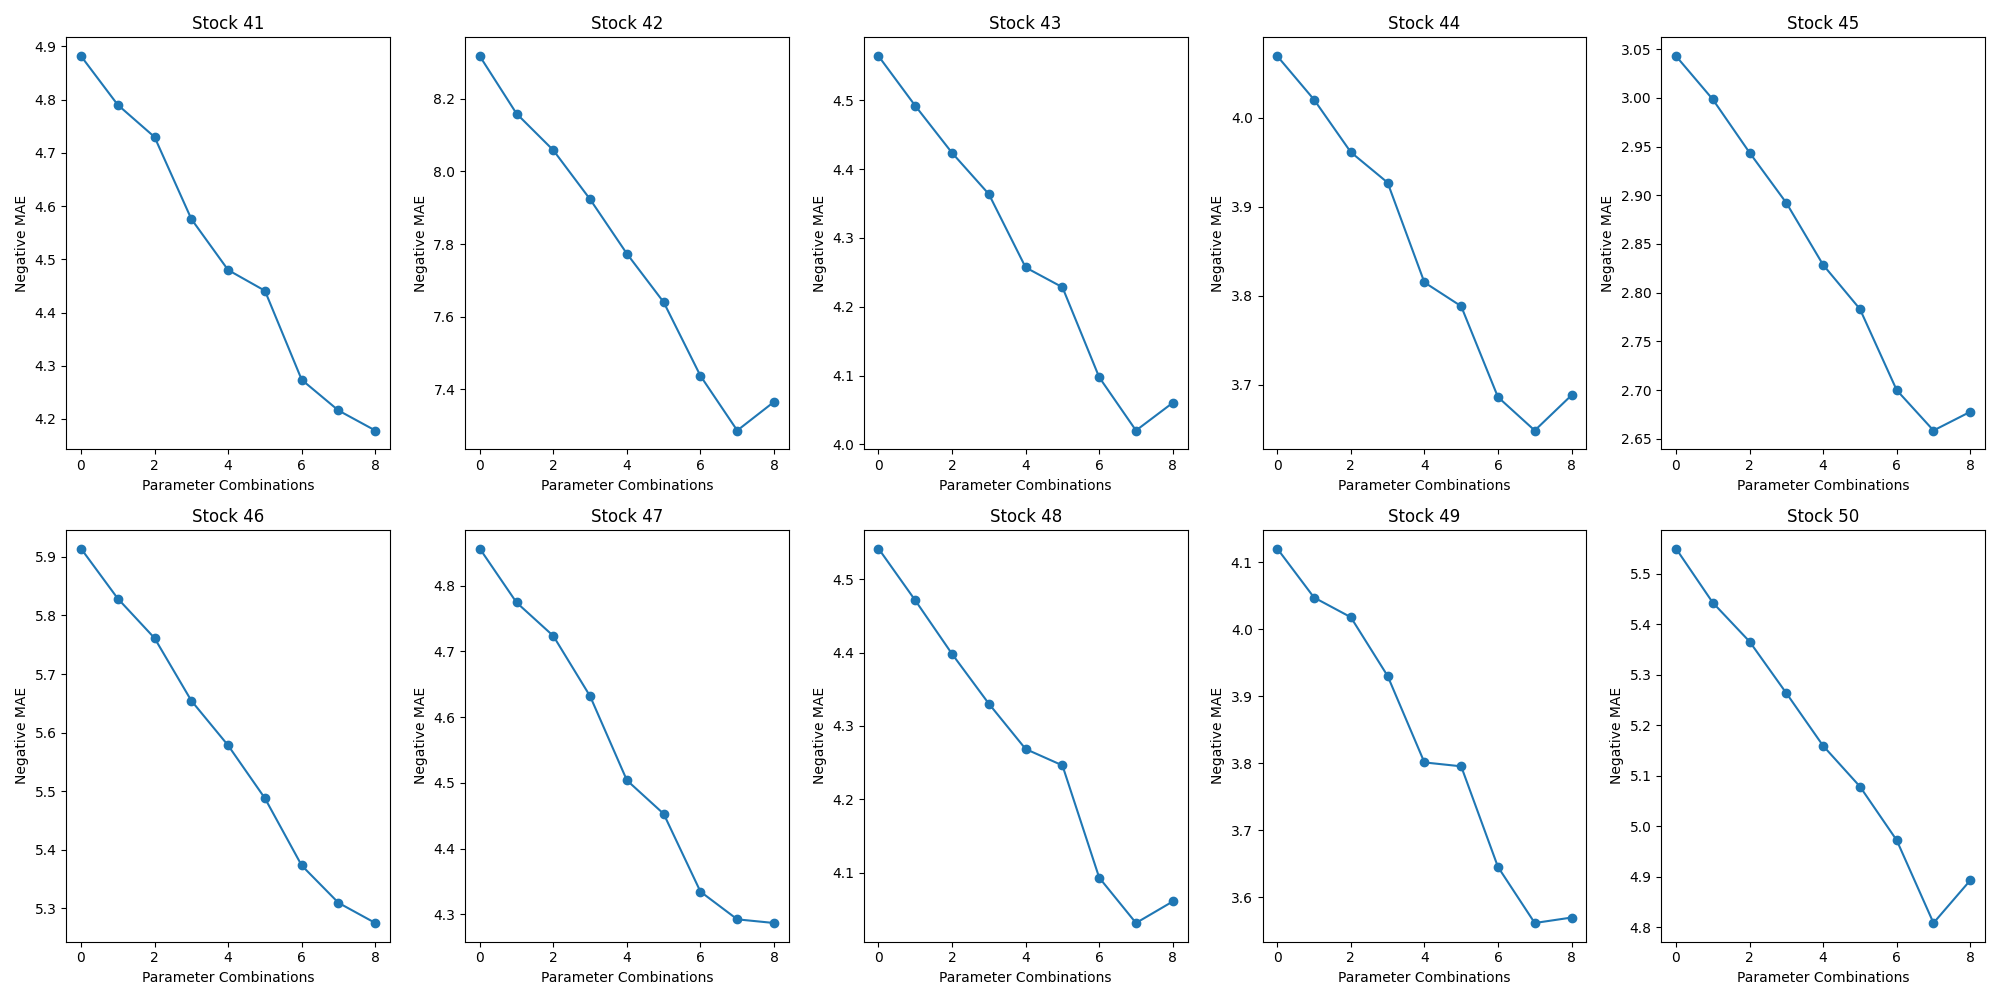 Stock 41
Stock 42
Stock 43
Stock 44
Stock 45
4.9
4.8
4.7
4.6
4.5
4.4
4.3
4.2
Negative MAE
0 2 4 6 8
Parameter Combinations
8.2
8.0
7.8
7.6
7.4
Negative MAE
0 2 4 6 8
Parameter Combinations
4.5
4.4
4.3
4.2
4.1
4.0
Negative MAE
0 2 4 6 8
Parameter Combinations
4.0
3.9
3.8
3.7
Negative MAE
0 2 4 6 8
Parameter Combinations
3.05
3.00
2.95
2.90
2.85
2.80
2.75
2.70
2.65
Negative MAE
0 2 4 6 8
Parameter Combinations
Stock 46
Stock 47
Stock 48
Stock 49
Stock 50
5.9
5.8
5.7
5.6
5.5
5.4
5.3
Negative MAE
0 2 4 6 8
Parameter Combinations
4.8
4.7
4.6
4.5
4.4
4.3
Negative MAE
0 2 4 6 8
Parameter Combinations
4.5
4.4
4.3
4.2
4.1
Negative MAE
0 2 4 6 8
Parameter Combinations
4.1
4.0
3.9
3.8
3.7
3.6
Negative MAE
0 2 4 6 8
Parameter Combinations
5.5
5.4
5.3
5.2
5.1
5.0
4.9
4.8
Negative MAE
0 2 4 6 8
Parameter Combinations